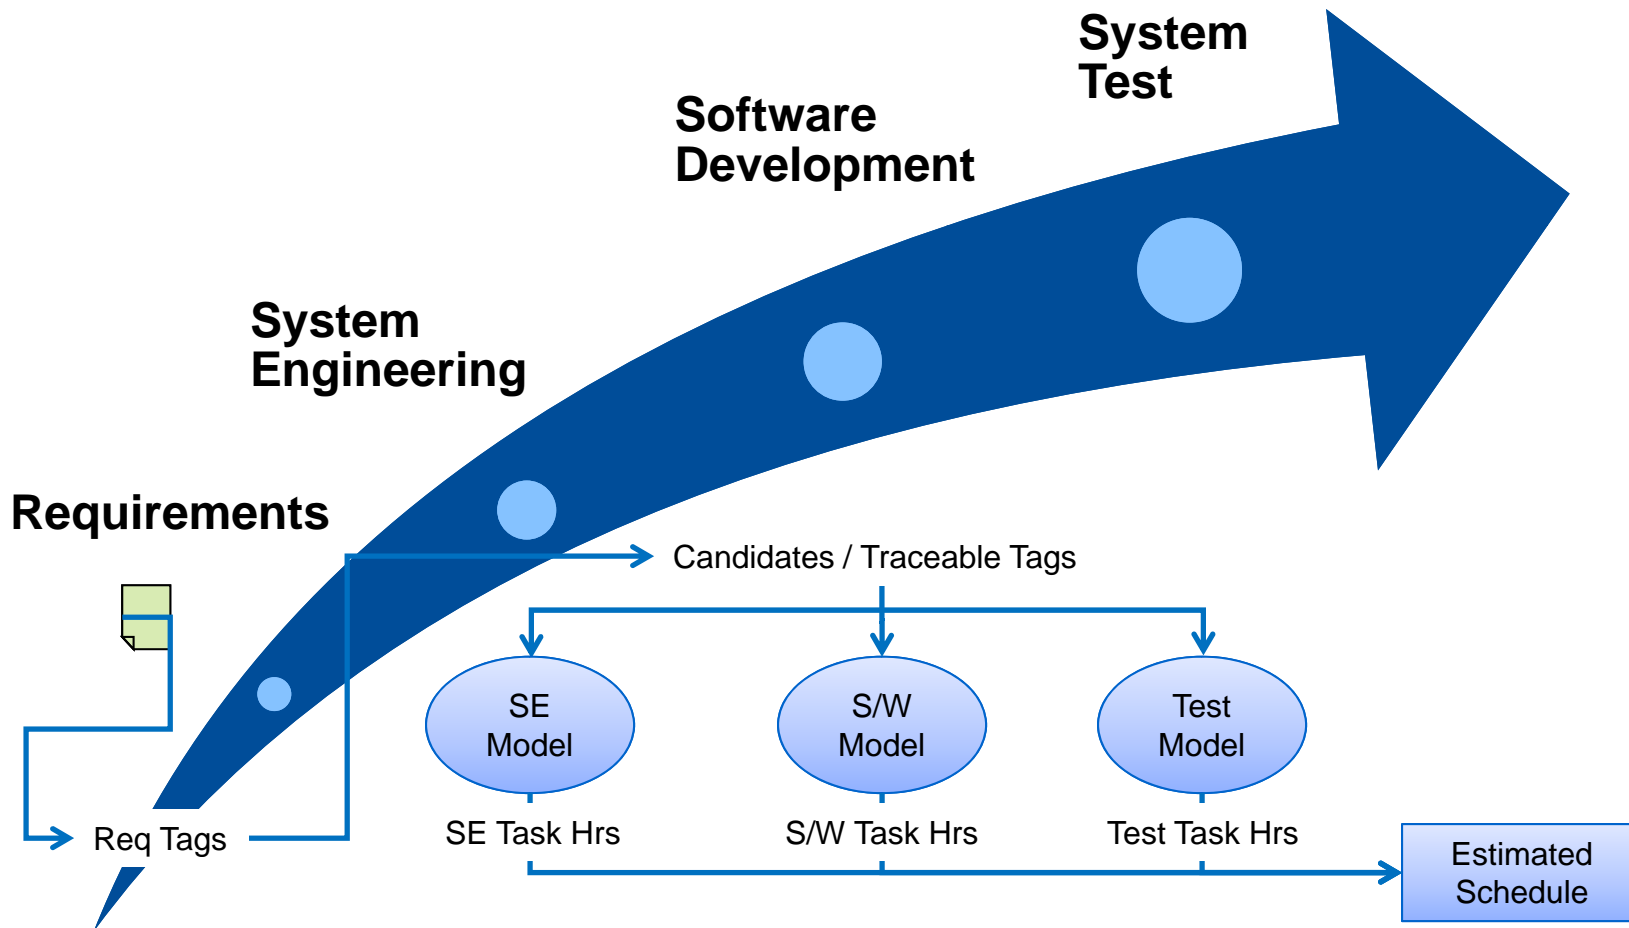 System
Test
Software
Development
System
Engineering
Requirements
Candidates / Traceable Tags
SE
Model
S/W
Model
Test
Model
Req Tags
SE Task Hrs
S/W Task Hrs
Test Task Hrs
Estimated
Schedule